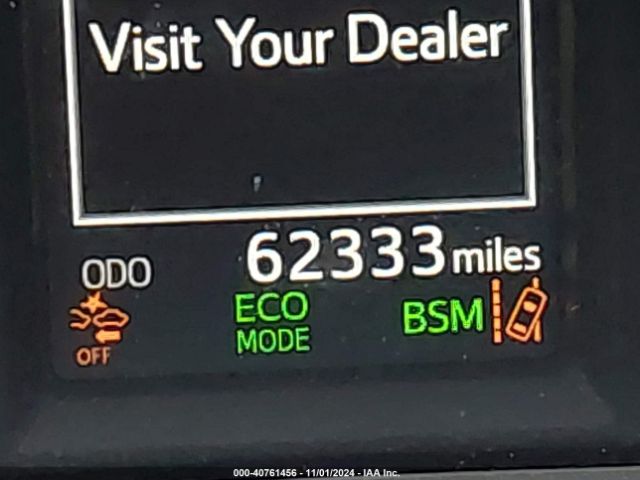 Visit Your Dealer
ODO 62333 miles
OFF ECO MODE BSM
000-40761456 - 11/01/2024 - IAA Inc.